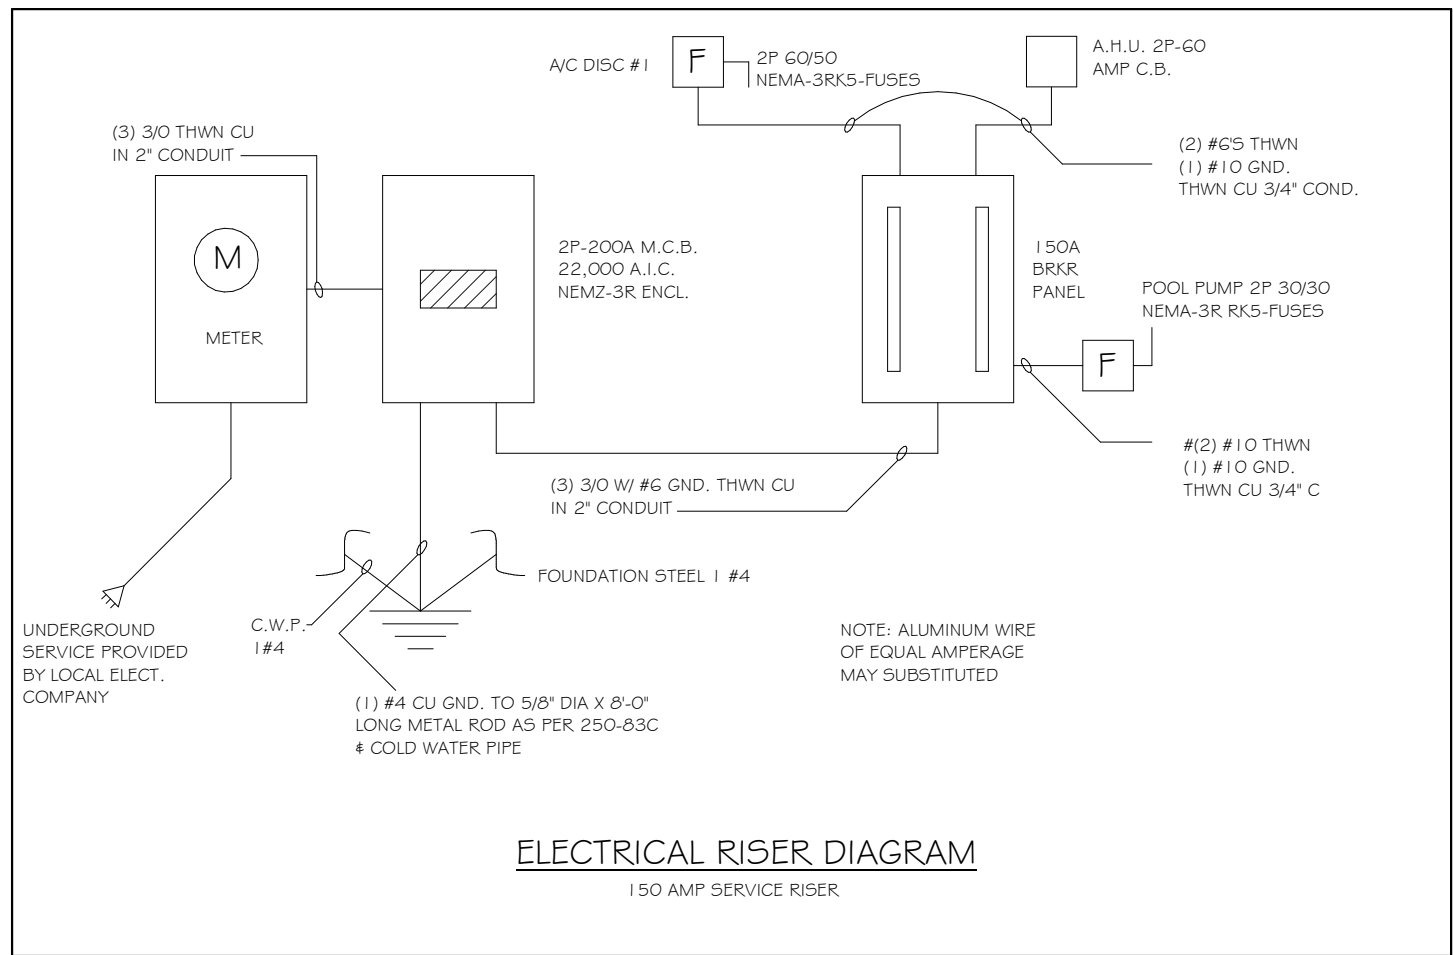 A/C DISC #1
F
2P 60/50
NEMA-3RK5-FUSES
A.H.U. 2P-60
AMP C.B.
(3) 3/0 THWN CU
IN 2" CONDUIT
(2) #6'S THWN
(1) #10 GND.
THWN CU 3/4" COND.
M
METER
2P-200A M.C.B.
22,000 A.I.C.
NEMZ-3R ENCL.
150A
BRKR
PANEL
POOL PUMP 2P 30/30
NEMA-3R RK5-FUSES
F
#(2) #10 THWN
(1) #10 GND.
THWN CU 3/4" C
(3) 3/0 W/ #6 GND. THWN CU
IN 2" CONDUIT
FOUNDATION STEEL 1 #4
UNDERGROUND
SERVICE PROVIDED
BY LOCAL ELECT.
COMPANY
C.W.P.
1#4
NOTE: ALUMINUM WIRE
OF EQUAL AMPERAGE
MAY SUBSTITUTED
(1) #4 CU GND. TO 5/8" DIA X 8'-0"
LONG METAL ROD AS PER 250-83C
& COLD WATER PIPE
ELECTRICAL RISER DIAGRAM
150 AMP SERVICE RISER